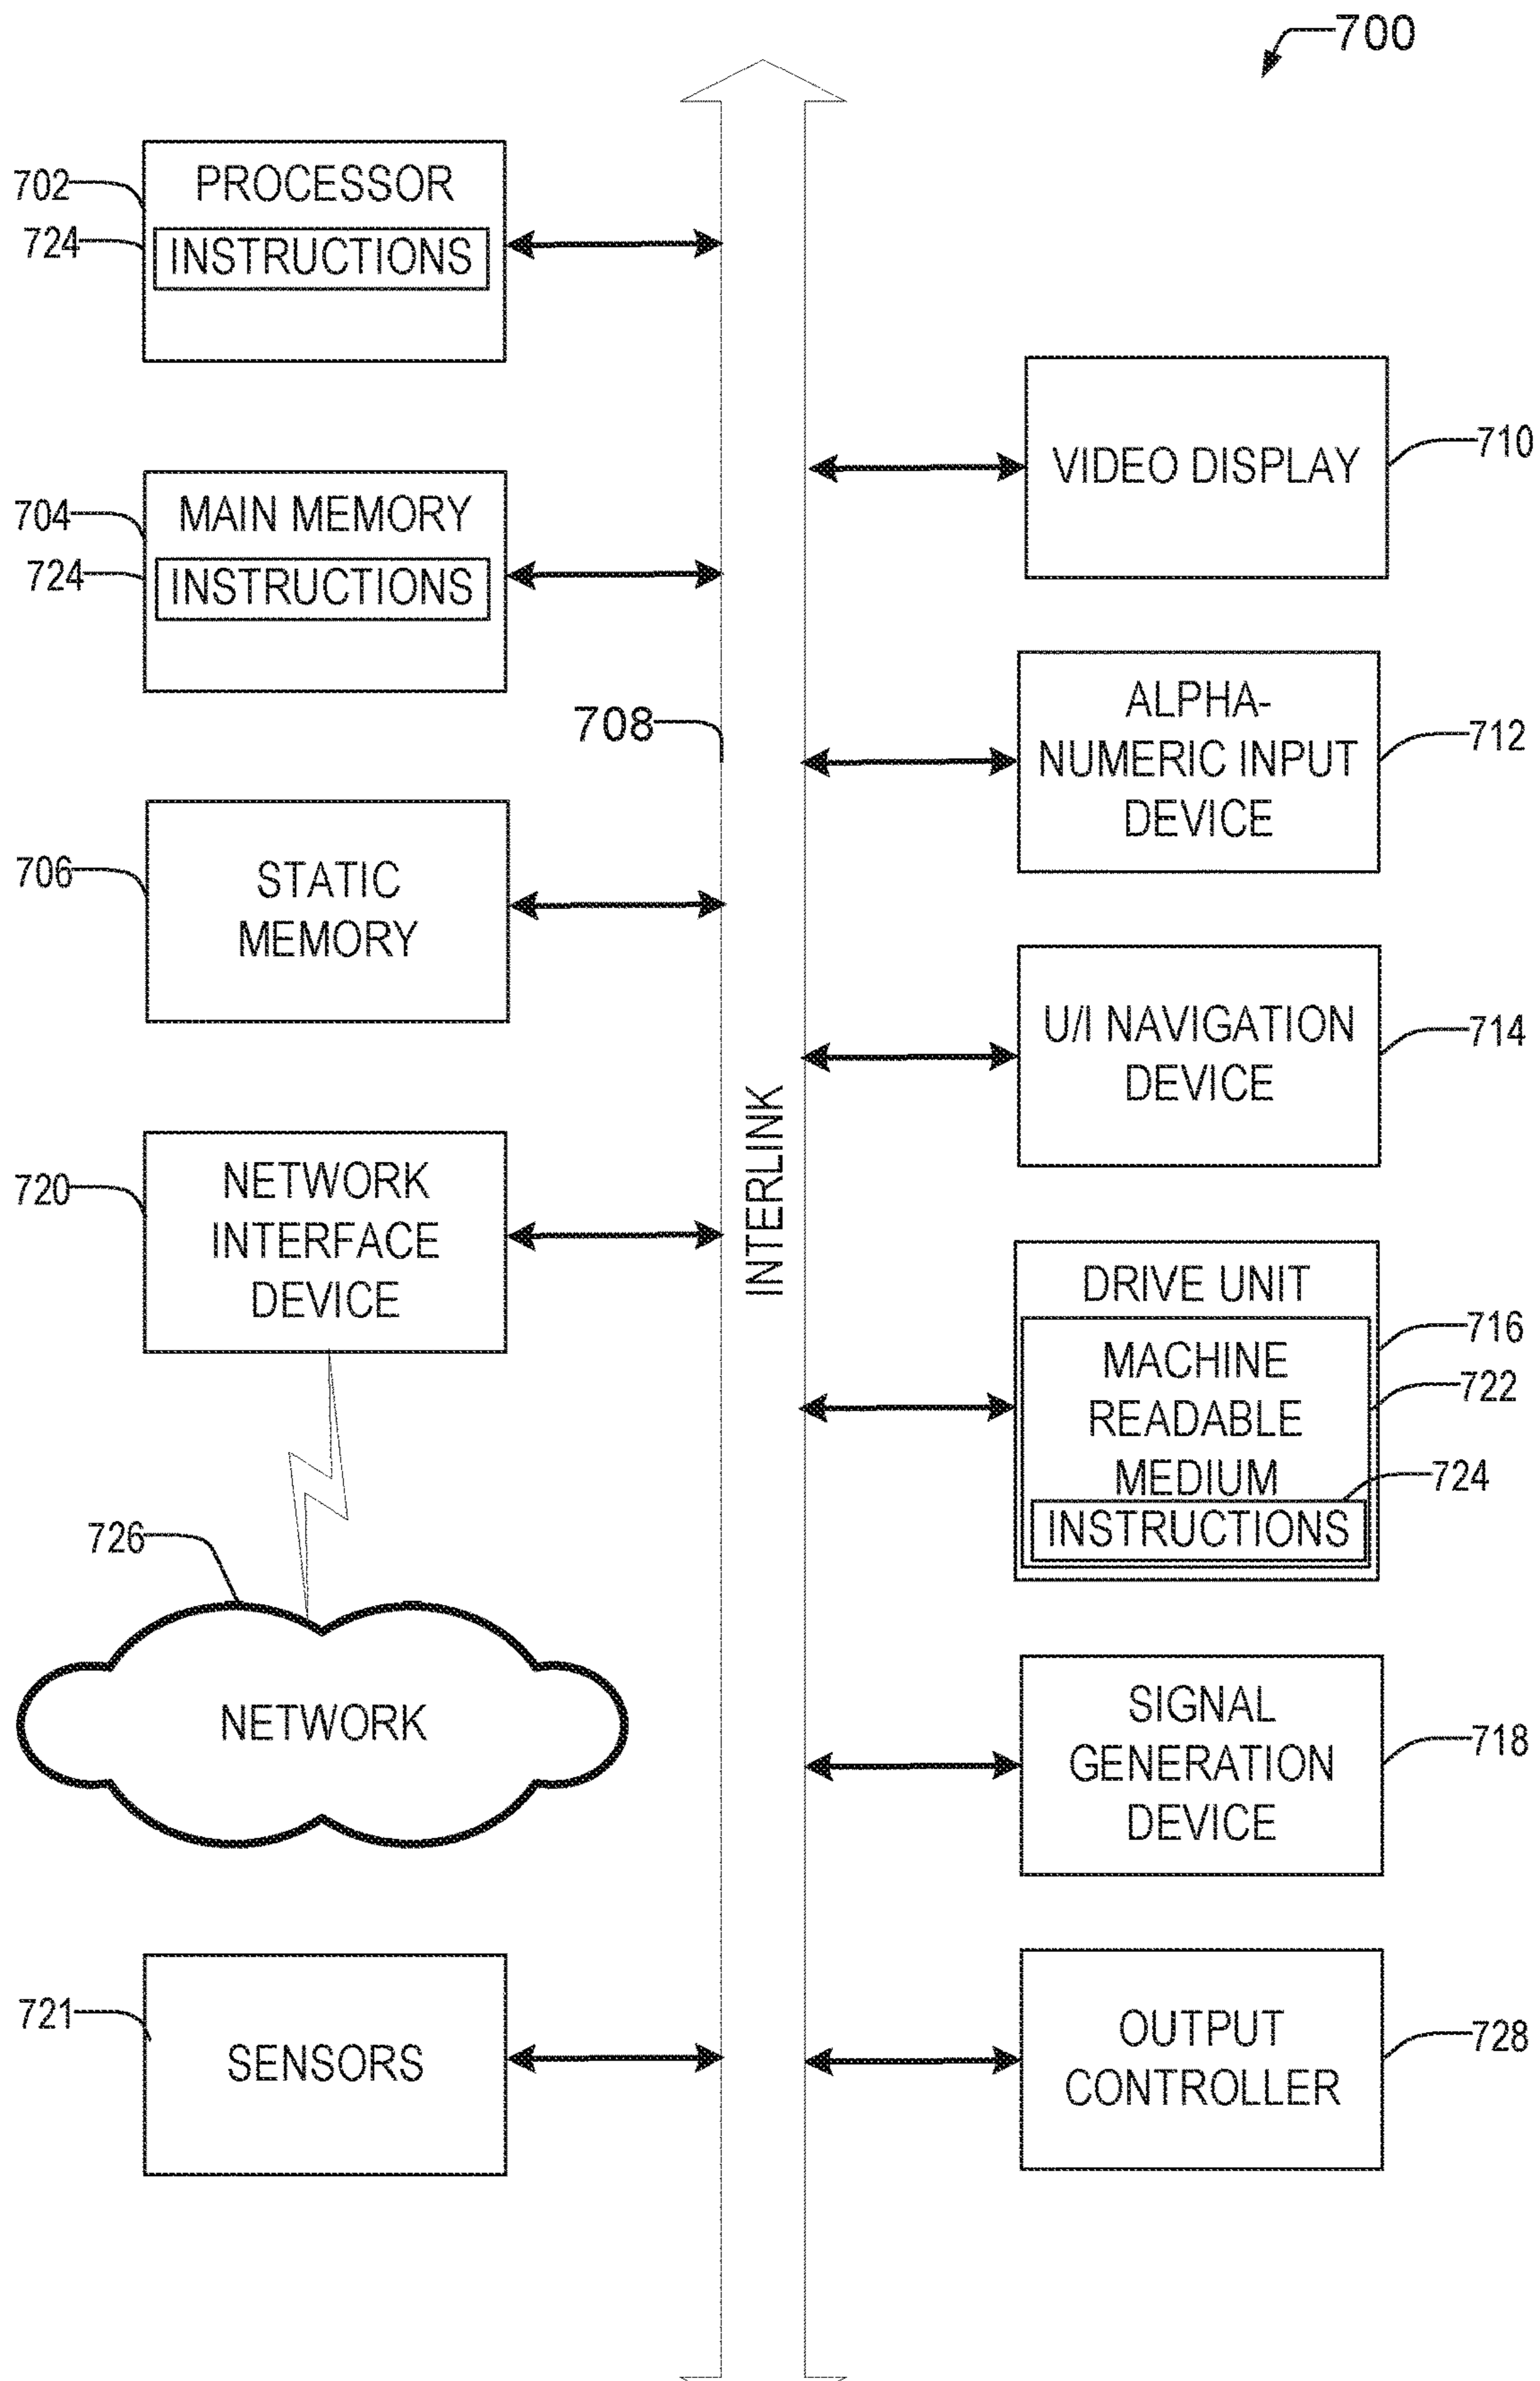 700
702
PROCESSOR
724
INSTRUCTIONS
704
MAIN MEMORY
724
INSTRUCTIONS
708
706
STATIC
MEMORY
720
NETWORK
INTERFACE
DEVICE
726
NETWORK
721
SENSORS
INTERLINK
VIDEO DISPLAY
710
ALPHA-
NUMERIC INPUT
DEVICE
712
U/I NAVIGATION
DEVICE
714
DRIVE UNIT
716
MACHINE
READABLE
MEDIUM
722
724
INSTRUCTIONS
SIGNAL
GENERATION
DEVICE
718
OUTPUT
CONTROLLER
728